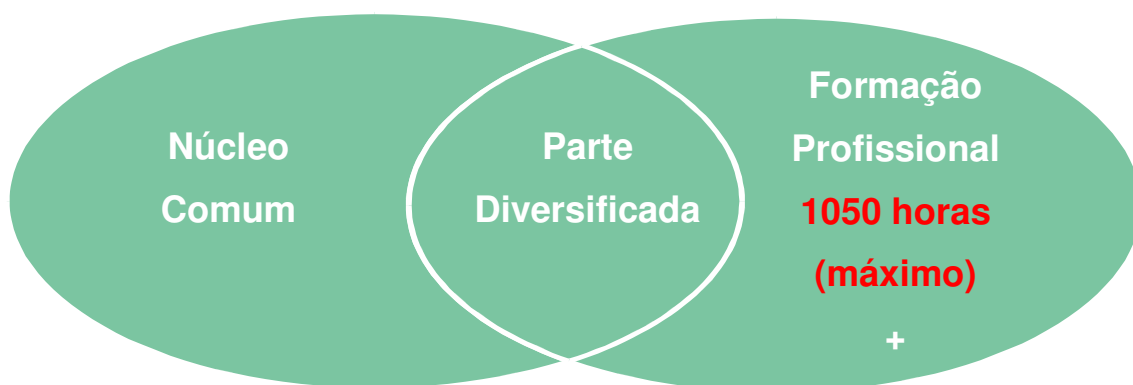 Núcleo
Comum
Parte
Diversificada
Formação
Profissional
1050 horas
(máximo)
+